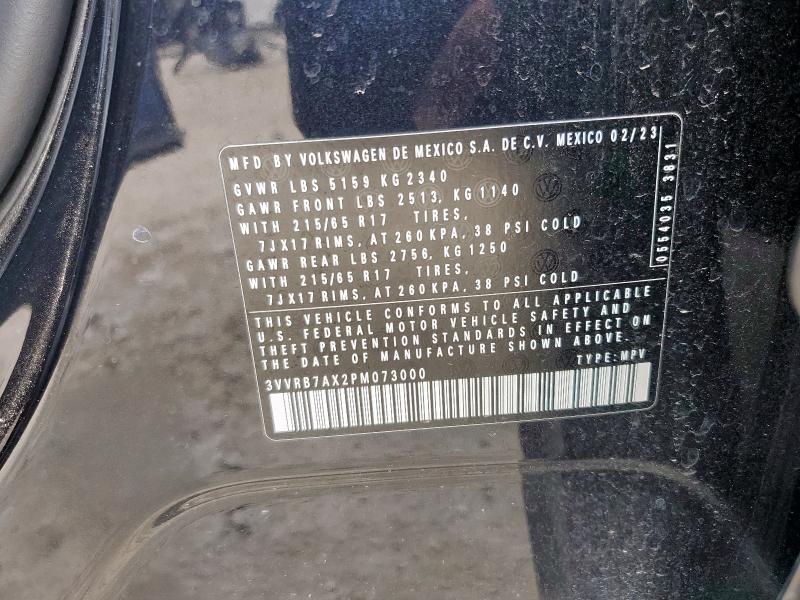 MFD BY VOLKSWAGEN DE MEXICO S.A. DE C.V. MEXICO 02/23
GVWR LBS 5159 KG 2340
GAWR FRONT LBS 2513, KG 1140
WITH 215/65 R17 TIRES,
7JX17 RIMS, AT 260 KPA, 38 PSI COLD
GAWR REAR LBS 2756, KG 1250
WITH 215/65 R17 TIRES,
7JX17 RIMS, AT 260 KPA, 38 PSI COLD
0554035 3831
THIS VEHICLE CONFORMS TO ALL APPLICABLE
U.S. FEDERAL MOTOR VEHICLE SAFETY AND
THEFT PREVENTION STANDARDS IN EFFECT ON
THE DATE OF MANUFACTURE SHOWN ABOVE.
3VVRB7AX2PM073000 TYPE: MPV